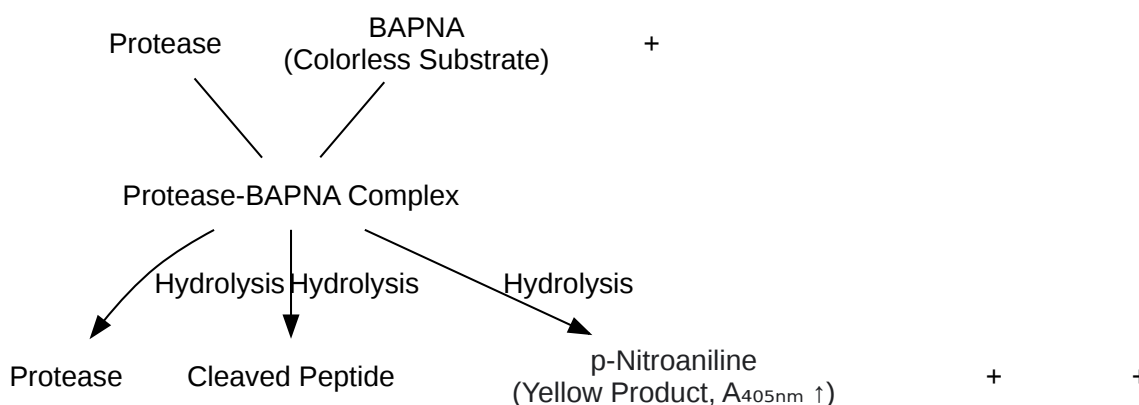 Protease
BAPNA
(Colorless Substrate)
+
Protease-BAPNA Complex
Hydrolysis
Hydrolysis
Hydrolysis
Protease
Cleaved Peptide
p-Nitroaniline
(Yellow Product, A₄₀₅ₙₘ ↑)
+
+